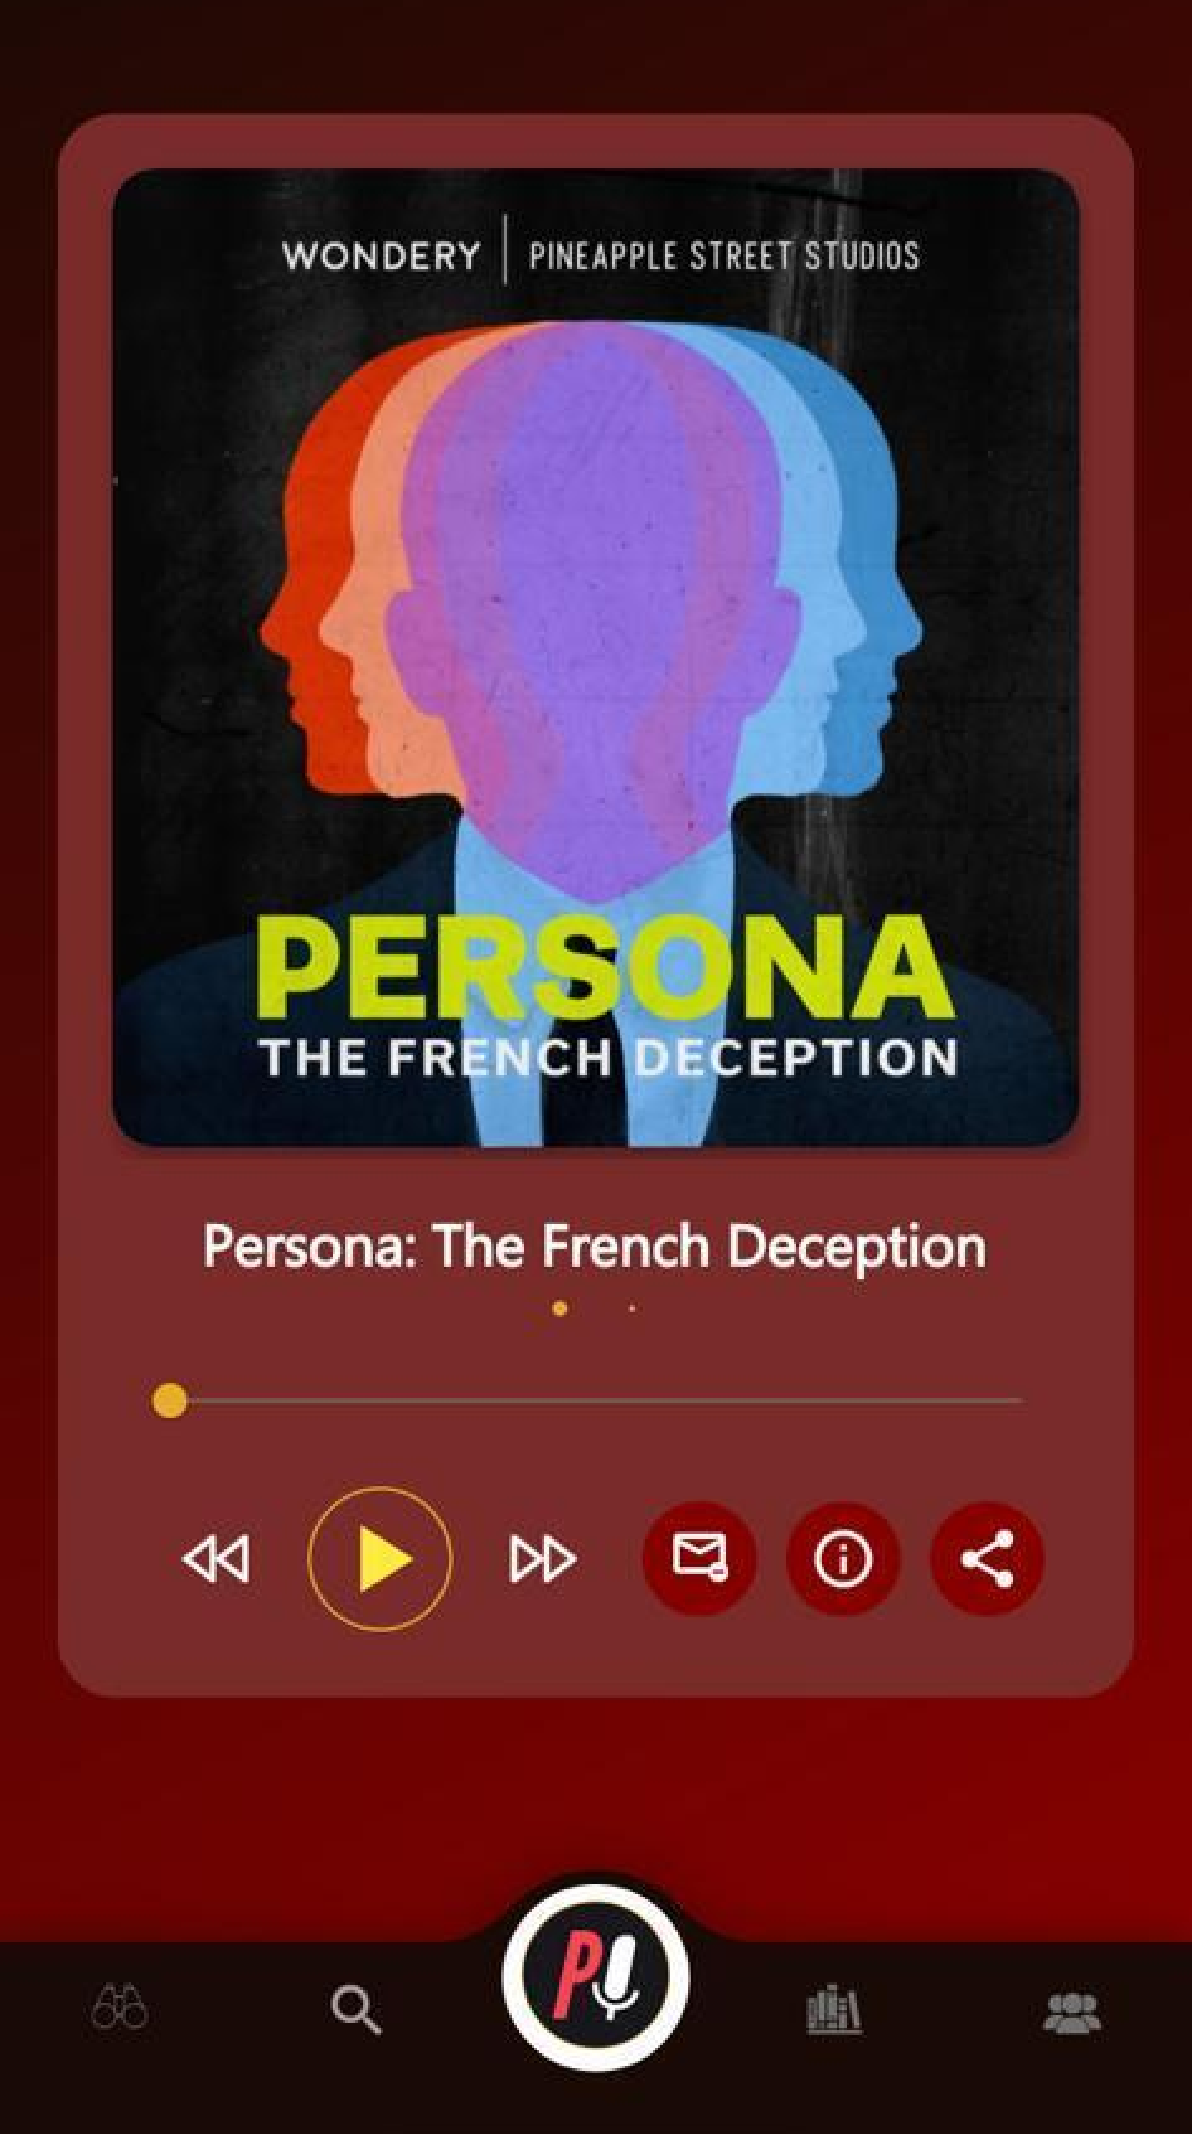 WONDERY | PINEAPPLE STREET STUDIOS
PERSONA
THE FRENCH DECEPTION
Persona: The French Deception
P